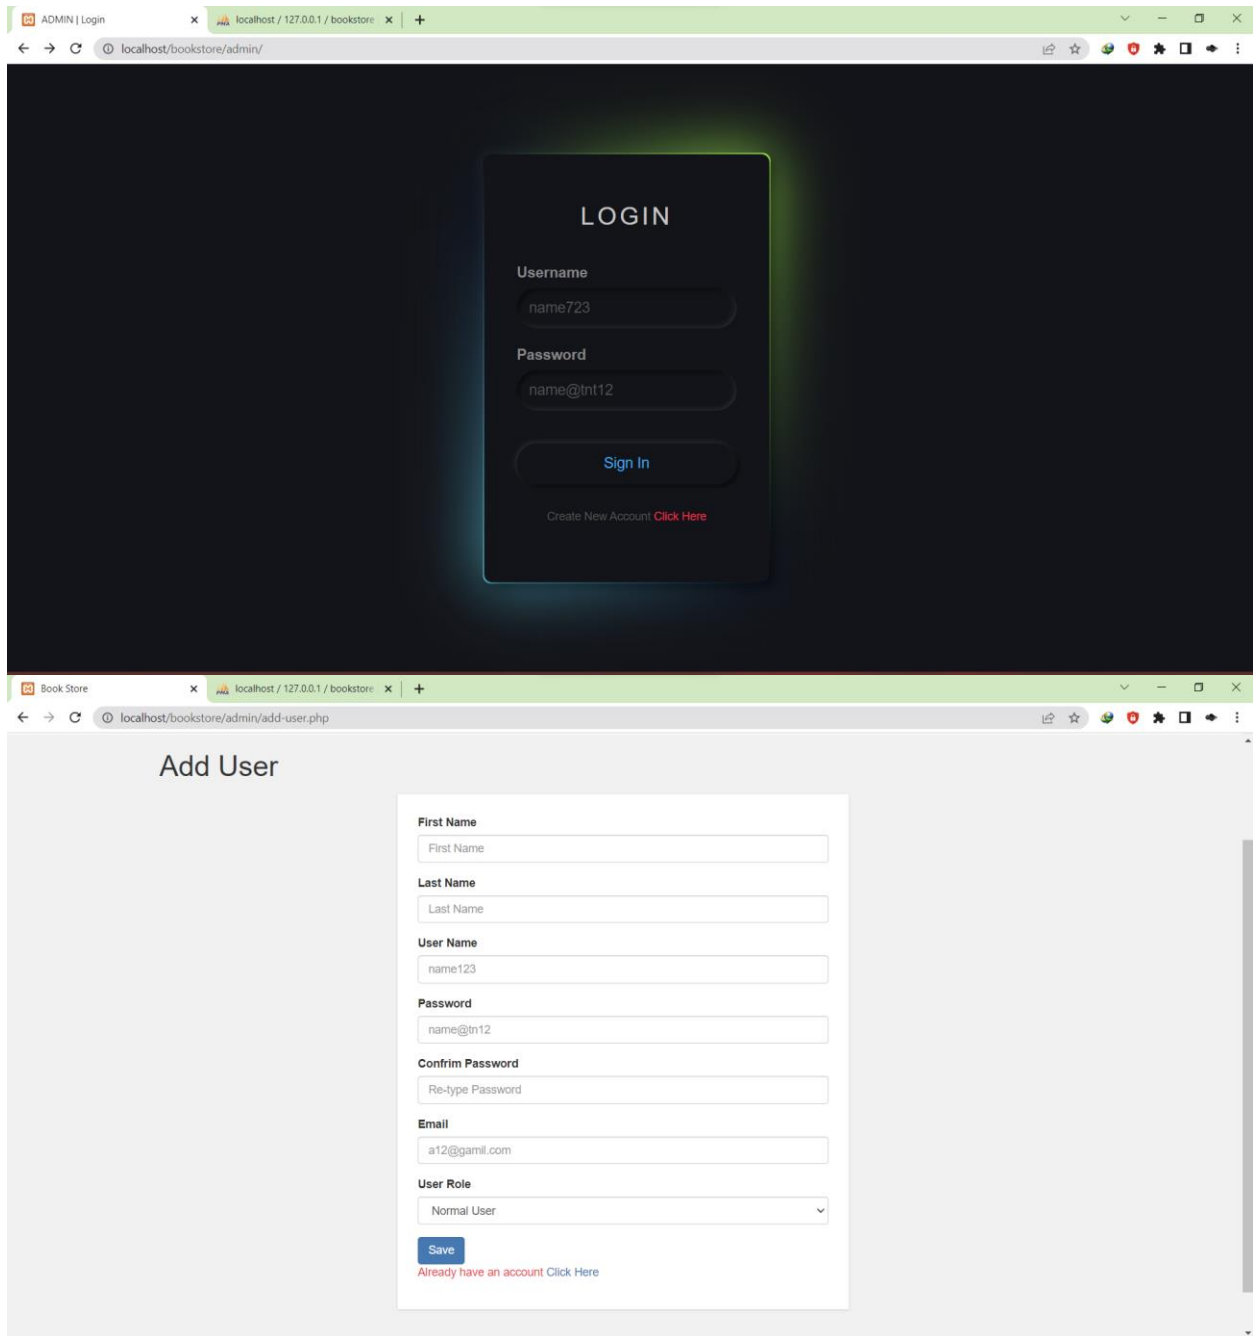 ADMIN | Login
localhost / 127.0.0.1 / bookstore
localhost/bookstore/admin/
LOGIN
Username
name723
Password
name@tnt12
Sign In
Create New Account Click Here
Book Store
localhost / 127.0.0.1 / bookstore
localhost/bookstore/admin/add-user.php
Add User
First Name
First Name
Last Name
Last Name
User Name
name123
Password
name@tn12
Confrim Password
Re-type Password
Email
a12@gamil.com
User Role
Normal User
Save
Already have an account Click Here